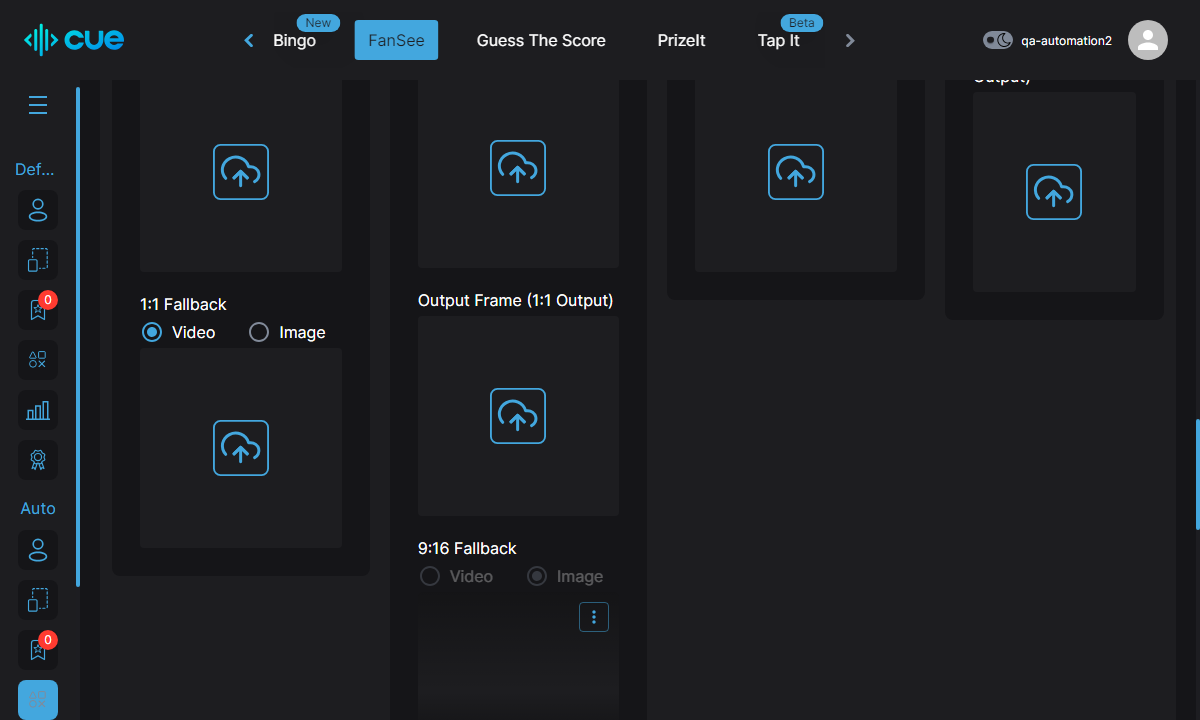 cue
New
Bingo
FanSee
Guess The Score
PrizeIt
Beta
Tap It
qa-automation2
Output)
Def...
0
1:1 Fallback
Video
Image
Output Frame (1:1 Output)
Auto
9:16 Fallback
Video
Image
0